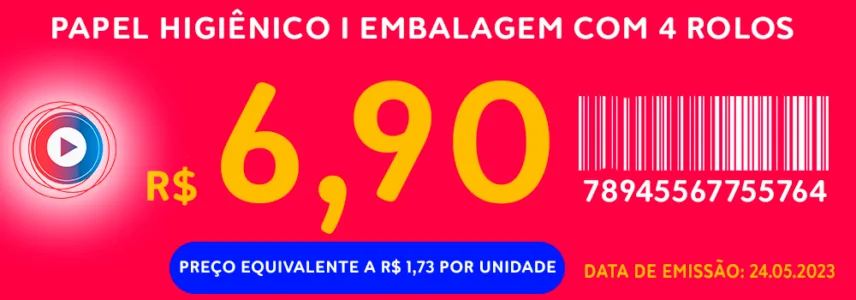 PAPEL HIGIÊNICO I EMBALAGEM COM 4 ROLOS
R$ 6,90
78945567755764
PREÇO EQUIVALENTE A R$ 1,73 POR UNIDADE
DATA DE EMISSÃO: 24.05.2023